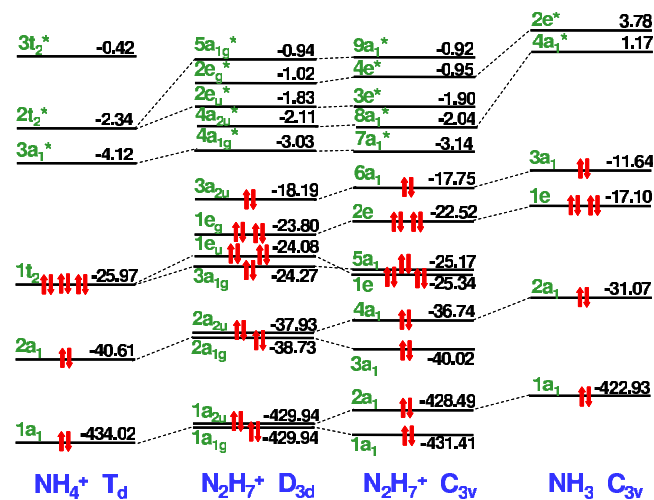 3t₂* -0.42
2t₂* -2.34
3a₁* -4.12
1t₂ -25.97
2a₁ -40.61
1a₁ -434.02
NH₄⁺ T_d
5a₁g* -0.94
2e_g* -1.02
2e_u* -1.83
4a₂u* -2.11
4a₁g* -3.03
3a₂u -18.19
1e_g -23.80
1e_u -24.08
3a₁g -24.27
2a₂u -37.93
2a₁g -38.73
1a₂u -429.94
1a₁g -429.94
N₂H₇⁺ D₃d
9a₁* -0.92
4e* -0.95
3e* -1.90
8a₁* -2.04
7a₁* -3.14
6a₁ -17.75
2e -22.52
5a₁ -25.17
1e -25.34
4a₁ -36.74
3a₁ -40.02
2a₁ -428.49
1a₁ -431.41
N₂H₇⁺ C₃v
2e* 3.78
4a₁* 1.17
3a₁ -11.64
1e -17.10
2a₁ -31.07
1a₁ -422.93
NH₃ C₃v